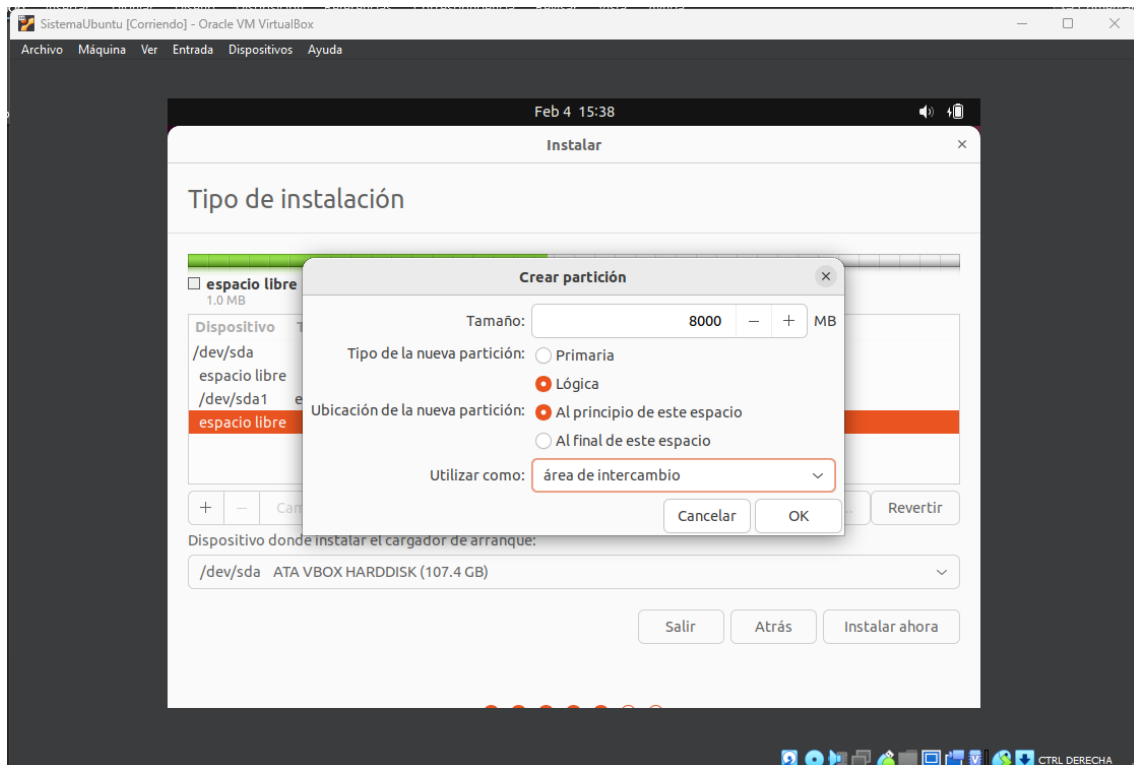 SistemaUbuntu [Corriendo] - Oracle VM VirtualBox
Archivo Máquina Ver Entrada Dispositivos Ayuda
Feb 4 15:38
Instalar
Tipo de instalación
espacio libre
1.0 MB
Dispositivo
/dev/sda
espacio libre
/dev/sda1
espacio libre
Crear partición
Tamaño: 8000 MB
Tipo de la nueva partición: Primaria
Lógica
Ubicación de la nueva partición: Al principio de este espacio
Al final de este espacio
Utilizar como: área de intercambio
Cancelar OK
Revertir
Dispositivo donde instalar el cargador de arranque:
/dev/sda ATA VBOX HARDDISK (107.4 GB)
Salir Atrás Instalar ahora
CTRL DERECHA